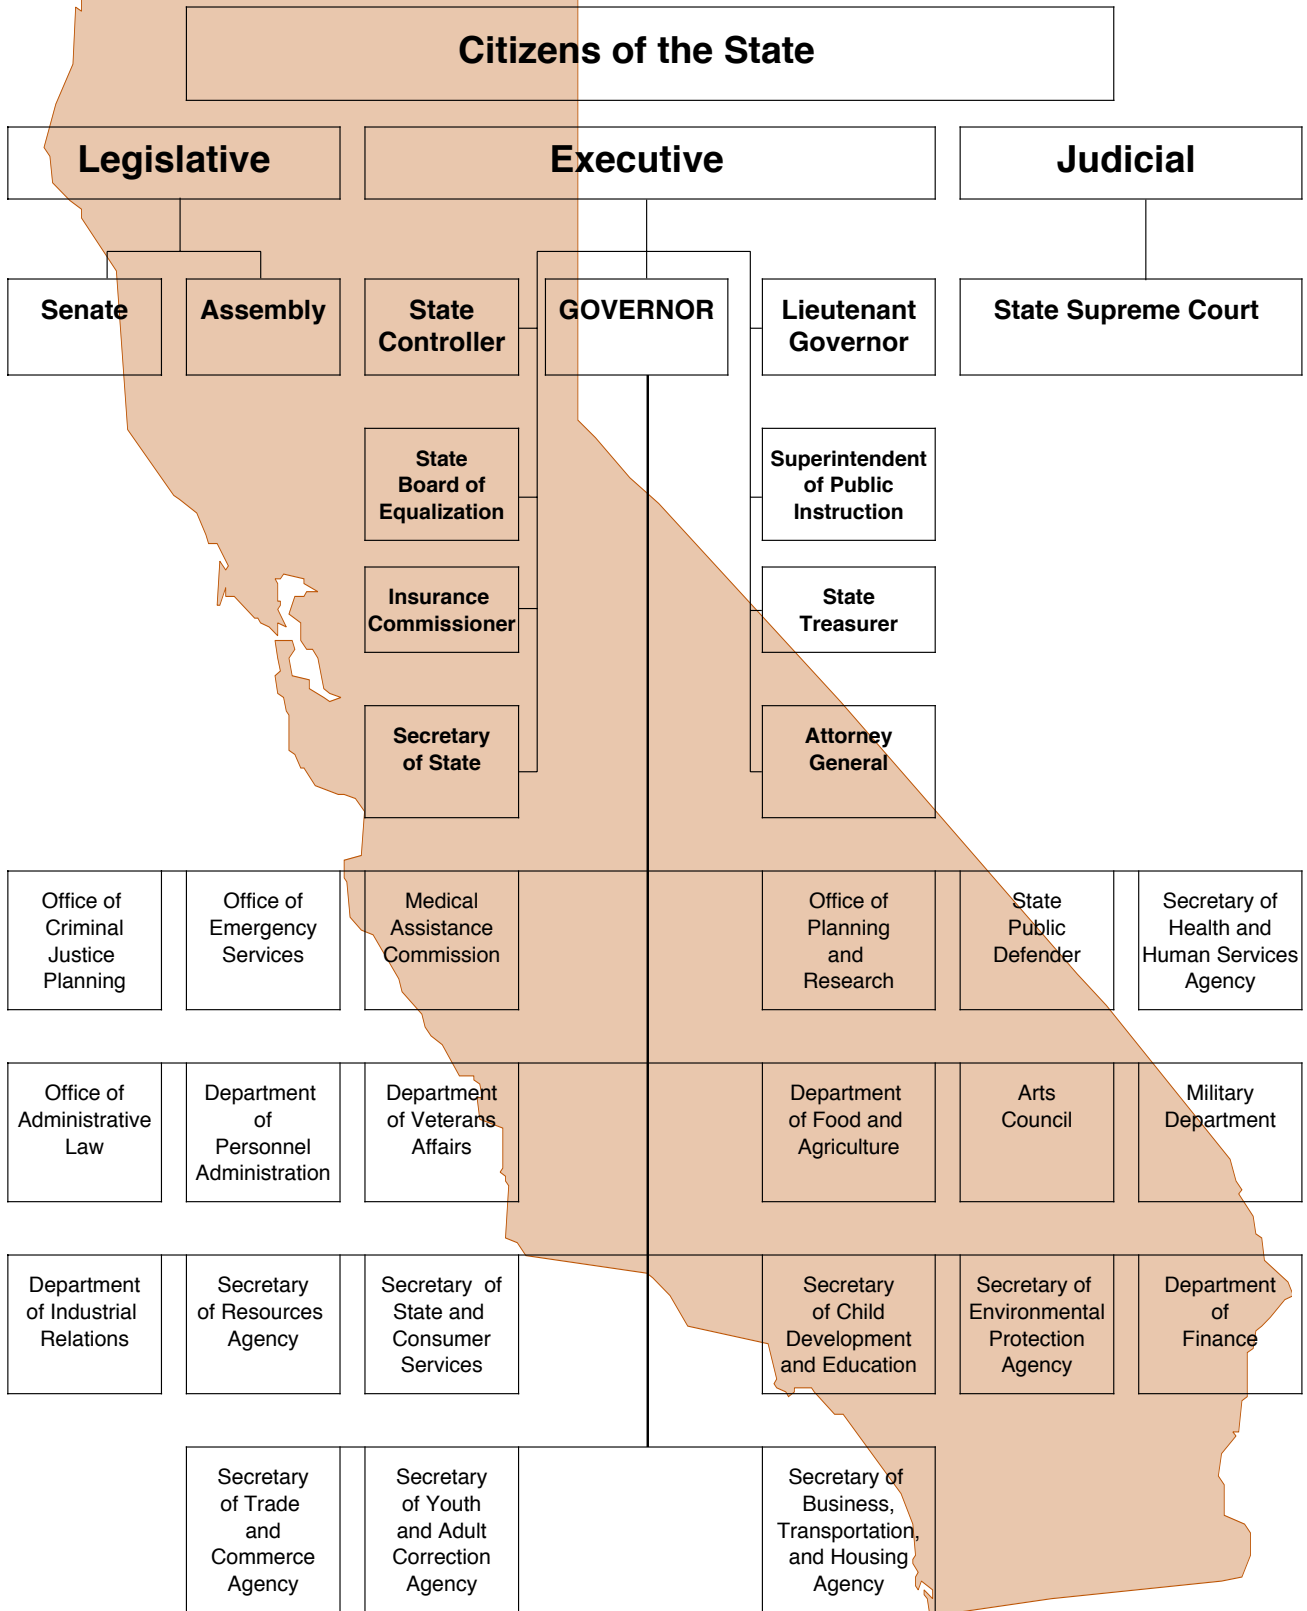 Citizens of the State
Legislative
Executive
Judicial
Senate
Assembly
State
Controller
GOVERNOR
Lieutenant
Governor
State Supreme Court
State
Board of
Equalization
Superintendent
of Public
Instruction
Insurance
Commissioner
State
Treasurer
Secretary
of State
Attorney
General
Office of
Criminal
Justice
Planning
Office of
Emergency
Services
Medical
Assistance
Commission
Office of
Planning
and
Research
State
Public
Defender
Secretary of
Health and
Human Services
Agency
Office of
Administrative
Law
Department
of
Personnel
Administration
Department
of Veterans
Affairs
Department
of Food and
Agriculture
Arts
Council
Military
Department
Department
of Industrial
Relations
Secretary
of Resources
Agency
Secretary of
State and
Consumer
Services
Secretary
of Child
Development
and Education
Secretary of
Environmental
Protection
Agency
Department
of
Finance
Secretary
of Trade
and
Commerce
Agency
Secretary
of Youth
and Adult
Correction
Agency
Secretary of
Business,
Transportation,
and Housing
Agency